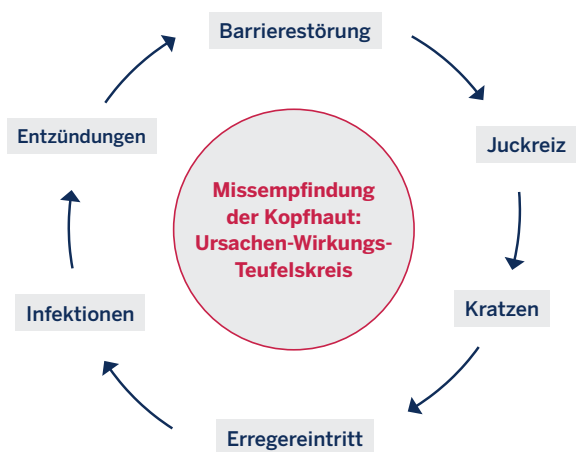 Barrierestörung
Juckreiz
Kratzen
Erregereintritt
Infektionen
Entzündungen
Missempfindung
der Kopfhaut:
Ursachen-Wirkungs-
Teufelskreis